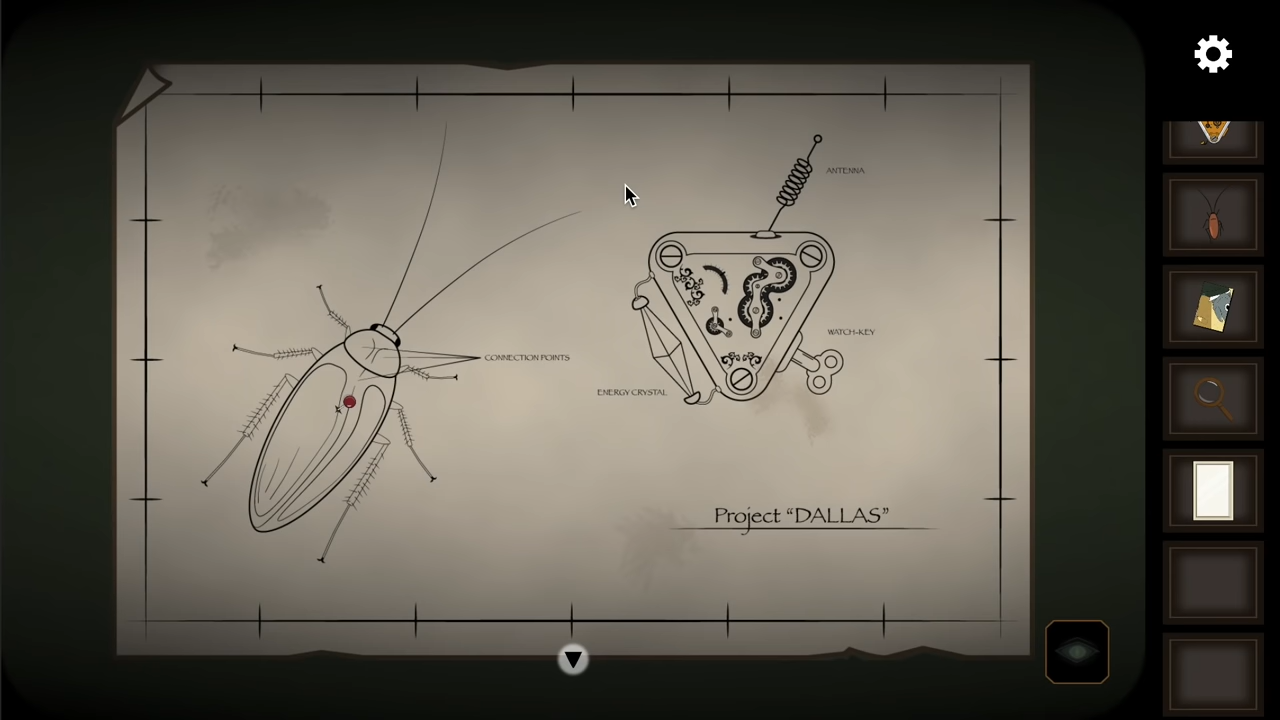 ANTENNA
WATCH-KEY
CONNECTION POINTS
ENERGY CRYSTAL
Project “DALLAS”